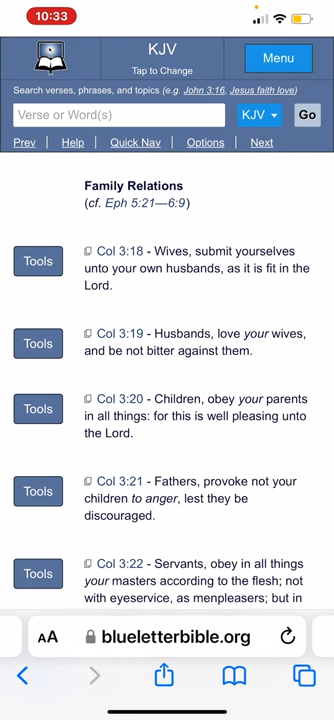 10:33
KJV
Tap to Change
Menu
Search verses, phrases, and topics (e.g. John 3:16, Jesus faith love)
Verse or Word(s)
KJV
Go
Prev | Help | Quick Nav | Options | Next
Family Relations
(cf. Eph 5:21—6:9)
Tools
Col 3:18 - Wives, submit yourselves
unto your own husbands, as it is fit in the
Lord.
Tools
Col 3:19 - Husbands, love your wives,
and be not bitter against them.
Tools
Col 3:20 - Children, obey your parents
in all things: for this is well pleasing unto
the Lord.
Tools
Col 3:21 - Fathers, provoke not your
children to anger, lest they be
discouraged.
Tools
Col 3:22 - Servants, obey in all things
your masters according to the flesh; not
with eyeservice, as menpleasers; but in
AA
blueletterbible.org